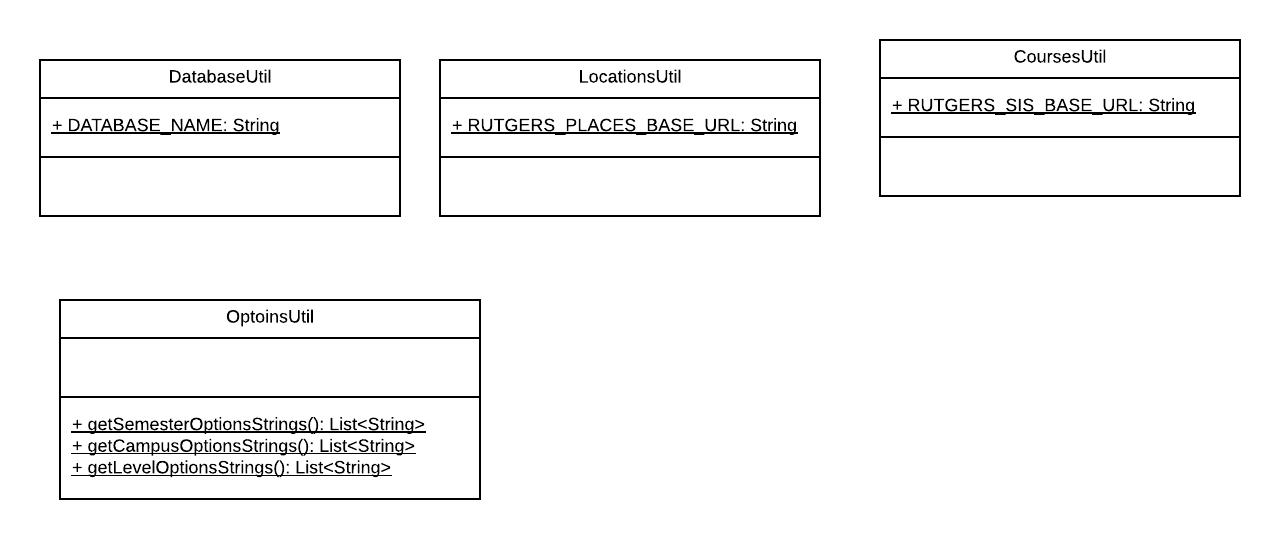 DatabaseUtil
+ DATABASE_NAME: String
LocationsUtil
+ RUTGERS_PLACES_BASE_URL: String
CoursesUtil
+ RUTGERS_SIS_BASE_URL: String
OptoinsUtil
+ getSemesterOptionsStrings(): List<String>
+ getCampusOptionsStrings(): List<String>
+ getLevelOptionsStrings(): List<String>